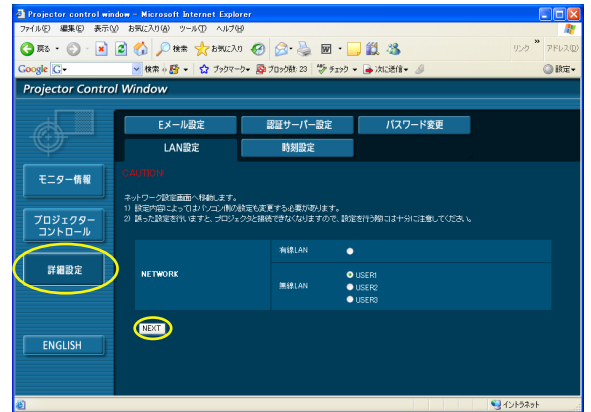 Projector control window - Microsoft Internet Explorer
ファイル(F) 編集(E) 表示(V) お気に入り(A) ツール(T) ヘルプ(H)
戻る 検索 お気に入り リンク » アドレス(D)
Google G 検索 ブックマーク ブロック数: 23 チェック 次に送信 設定
Projector Control Window
Eメール設定 認証サーバー設定 パスワード変更
LAN設定 時刻設定
モニター情報
プロジェクター
コントロール
詳細設定
ENGLISH
CAUTION!
ネットワーク設定画面へ移動します。
1) 設定内容によってはパソコン側の設定も変更する必要があります。
2) 誤った設定を行いますと、プロジェクタと接続できなくなりますので、設定を行う際には十分に注意してください。
NETWORK
有線LAN
無線LAN
USER1
USER2
USER3
NEXT
イントラネット